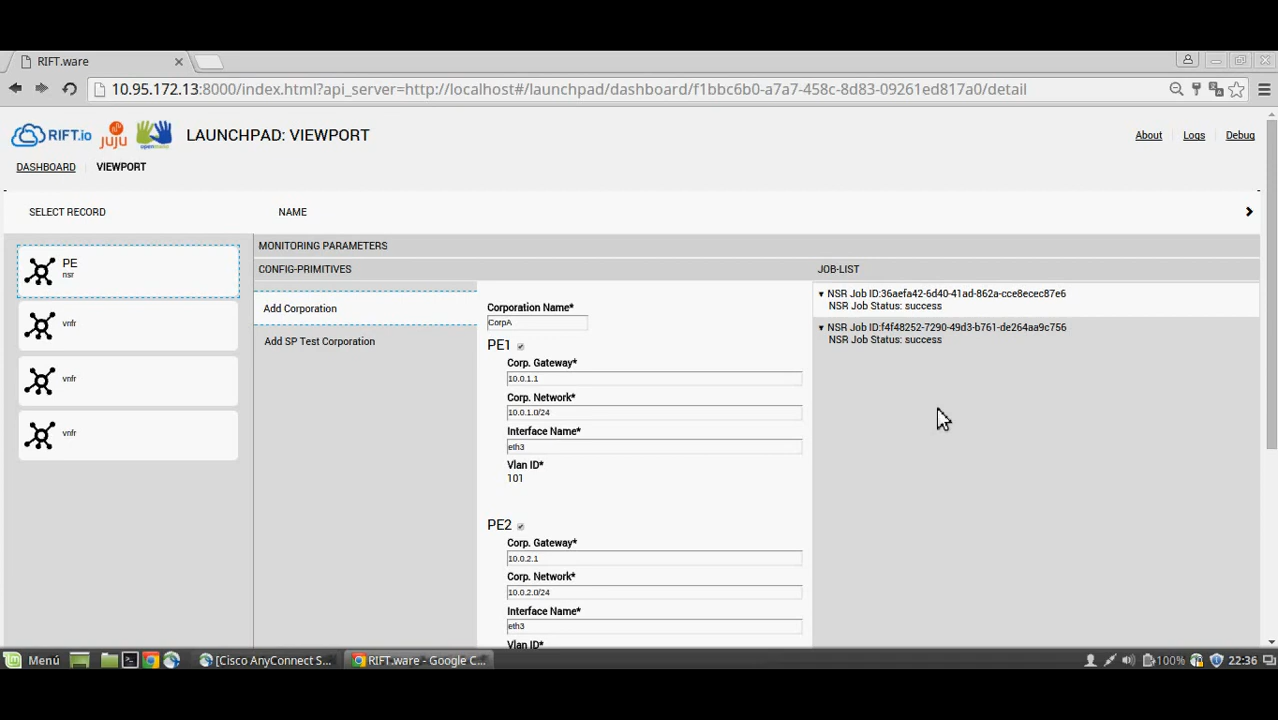 RIFT.ware
10.95.172.13:8000/index.html?api_server=http://localhost#/launchpad/dashboard/f1bbc6b0-a7a7-458c-8d83-09261ed817a0/detail
RIFT.io
juju
LAUNCHPAD: VIEWPORT
About
Logs
Debug
DASHBOARD
VIEWPORT
SELECT RECORD
NAME
PE
nsr
vnfr
vnfr
vnfr
MONITORING PARAMETERS
CONFIG-PRIMITIVES
Add Corporation
Add SP Test Corporation
Corporation Name*
CorpA
PE1
Corp. Gateway*
10.0.1.1
Corp. Network*
10.0.1.0/24
Interface Name*
eth3
Vlan ID*
101
PE2
Corp. Gateway*
10.0.2.1
Corp. Network*
10.0.2.0/24
Interface Name*
eth3
Vlan ID*
JOB-LIST
NSR Job ID:36aefa42-6d40-41ad-862a-cce8ecec87e6
NSR Job Status: success
NSR Job ID:f4f48252-7290-49d3-b761-de264aa9c756
NSR Job Status: success
Menú
[Cisco AnyConnect S...
RIFT.ware - Google C...
100%
22:36